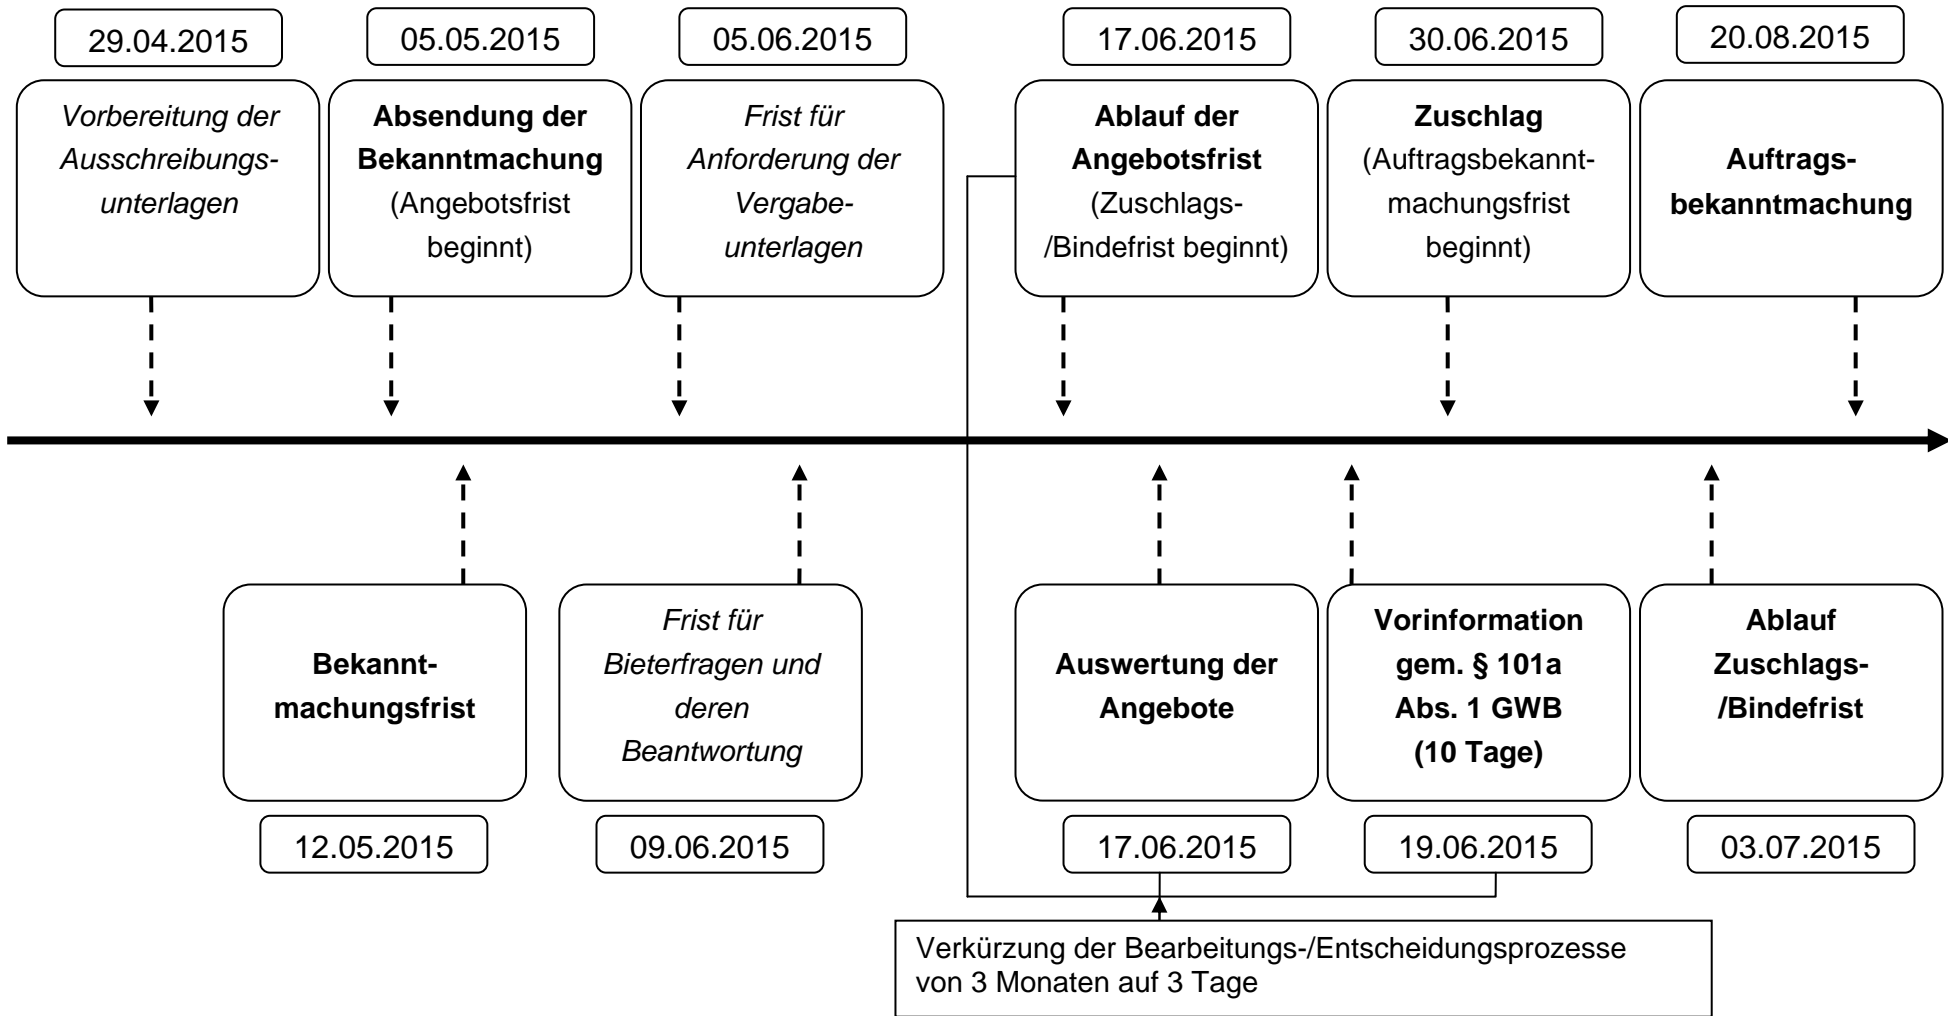 29.04.2015
Vorbereitung der
Ausschreibungs-
unterlagen
05.05.2015
Absendung der
Bekanntmachung
(Angebotsfrist
beginnt)
05.06.2015
Frist für
Anforderung der
Vergabe-
unterlagen
17.06.2015
Ablauf der
Angebotsfrist
(Zuschlags-
/Bindefrist beginnt)
30.06.2015
Zuschlag
(Auftragsbekannt-
machungsfrist
beginnt)
20.08.2015
Auftrags-
bekanntmachung
Bekannt-
machungsfrist
12.05.2015
Frist für
Bieterfragen und
deren
Beantwortung
09.06.2015
Auswertung der
Angebote
17.06.2015
Vorinformation
gem. § 101a
Abs. 1 GWB
(10 Tage)
19.06.2015
Ablauf
Zuschlags-
/Bindefrist
03.07.2015
Verkürzung der Bearbeitungs-/Entscheidungsprozesse
von 3 Monaten auf 3 Tage